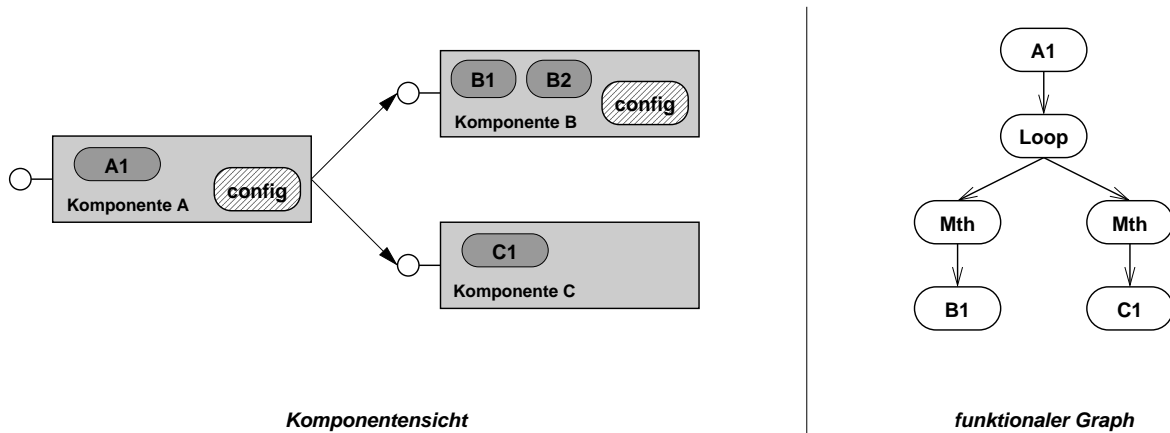 B1 B2
config
Komponente B
A1
config
Komponente A
C1
Komponente C
Komponentensicht
A1
Loop
Mth Mth
B1 C1
funktionaler Graph